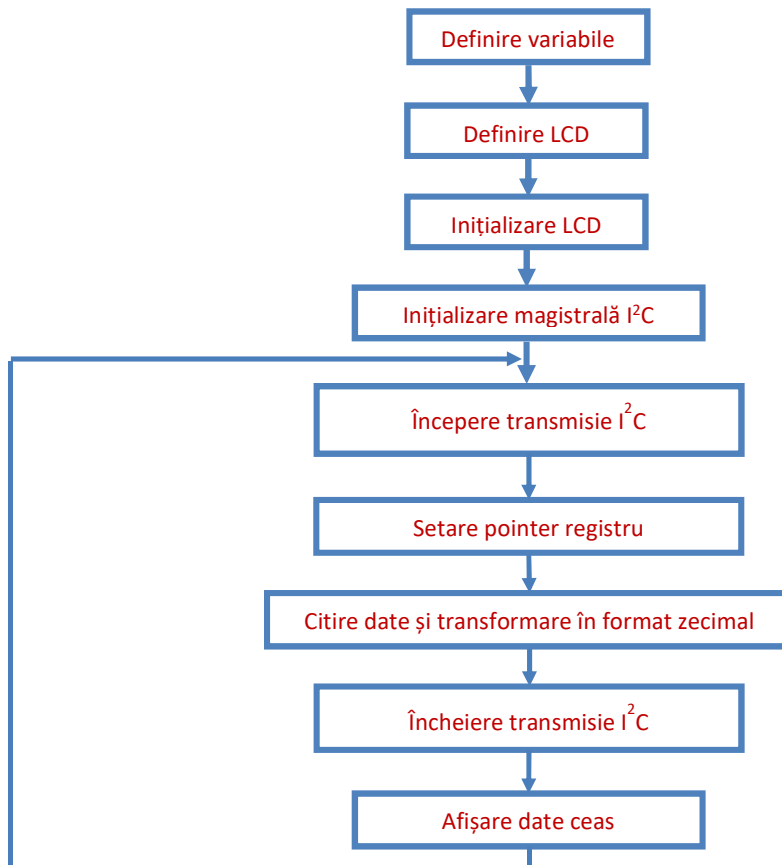 Definire variabile
Definire LCD
Inițializare LCD
Inițializare magistrală I²C
Începere transmisie I²C
Setare pointer registru
Citire date și transformare în format zecimal
Încheiere transmisie I²C
Afișare date ceas